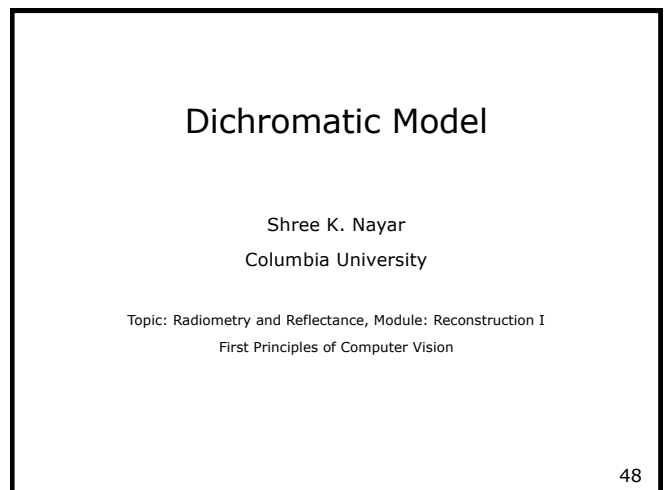 Dichromatic Model
Shree K. Nayar
Columbia University
Topic: Radiometry and Reflectance, Module: Reconstruction I
First Principles of Computer Vision
48